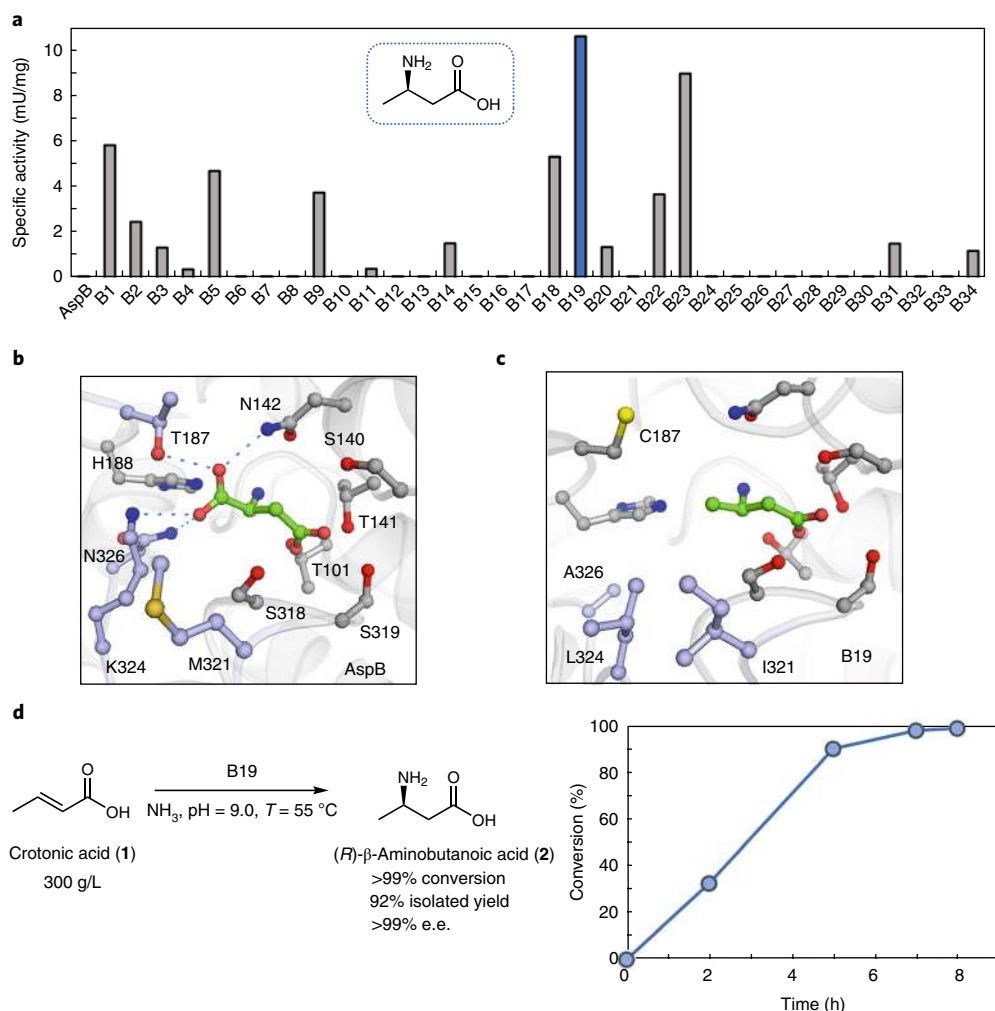 a
Specific activity (mU/mg)
10
8
6
4
2
0
NH₂
O
OH
AspB B1 B2 B3 B4 B5 B6 B7 B8 B9 B10 B11 B12 B13 B14 B15 B16 B17 B18 B19 B20 B21 B22 B23 B24 B25 B26 B27 B28 B29 B30 B31 B32 B33 B34
b
N142
T187
S140
H188
T141
N326
T101
S318
S319
K324
M321
AspB
c
C187
A326
L324
I321
B19
d
O
OH
Crotonic acid (1)
300 g/L
B19
NH₃, pH = 9.0, T = 55 °C
NH₂
O
OH
(R)-β-Aminobutanoic acid (2)
>99% conversion
92% isolated yield
>99% e.e.
Conversion (%)
100
80
60
40
20
0
0 2 4 6 8
Time (h)